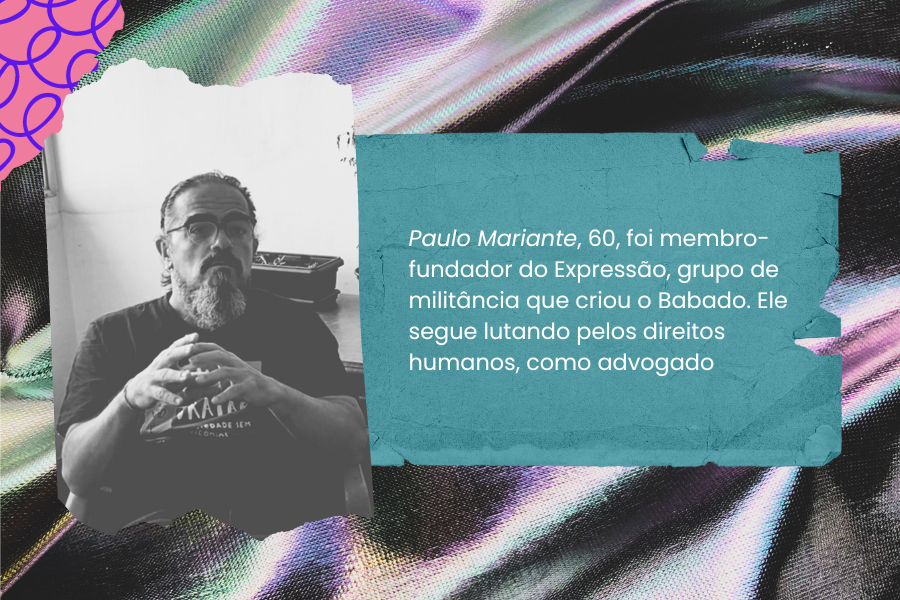 Paulo Mariante, 60, foi membro-
fundador do Expressão, grupo de
militância que criou o Babado. Ele
segue lutando pelos direitos
humanos, como advogado